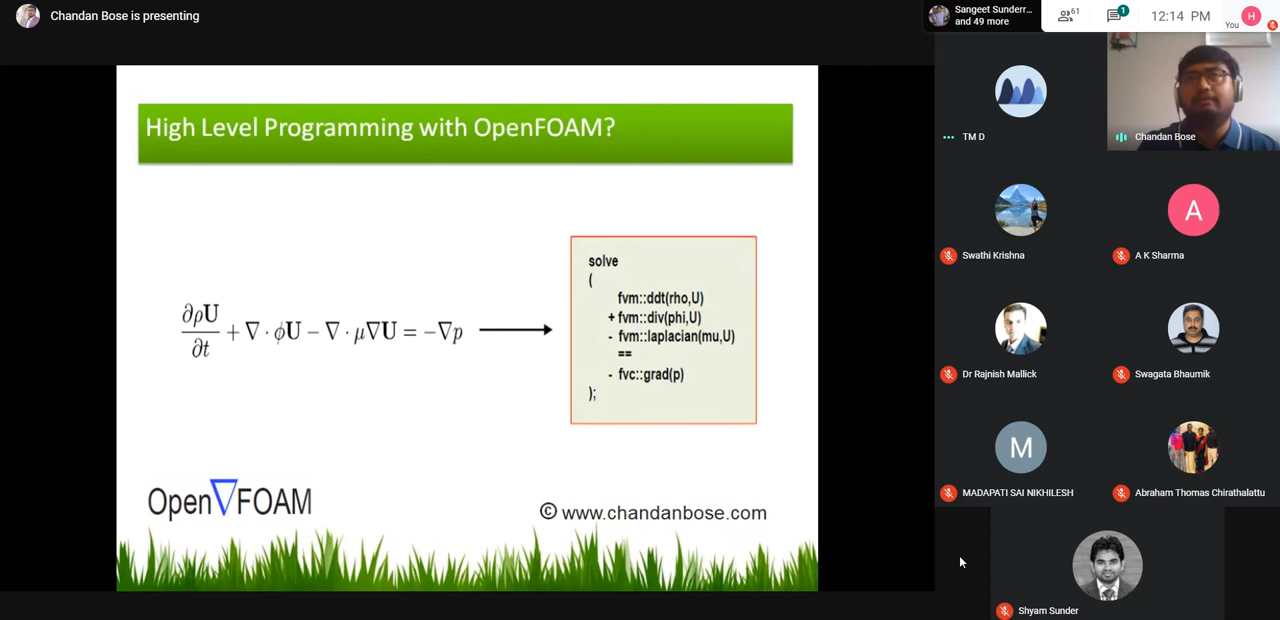 Chandan Bose is presenting
Sangeet Sunderr...
and 49 more
61
1
12:14 PM
H
You
High Level Programming with OpenFOAM?
∂ρU/∂t + ∇ · ϕU − ∇ · μ∇U = −∇p
solve
(
fvm::ddt(rho,U)
+ fvm::div(phi,U)
- fvm::laplacian(mu,U)
==
- fvc::grad(p)
);
Open∇FOAM
© www.chandanbose.com
TM D
Chandan Bose
Swathi Krishna
A
A K Sharma
Dr Rajnish Mallick
Swagata Bhaumik
M
MADAPATI SAI NIKHILESH
Abraham Thomas Chirathalattu
Shyam Sunder